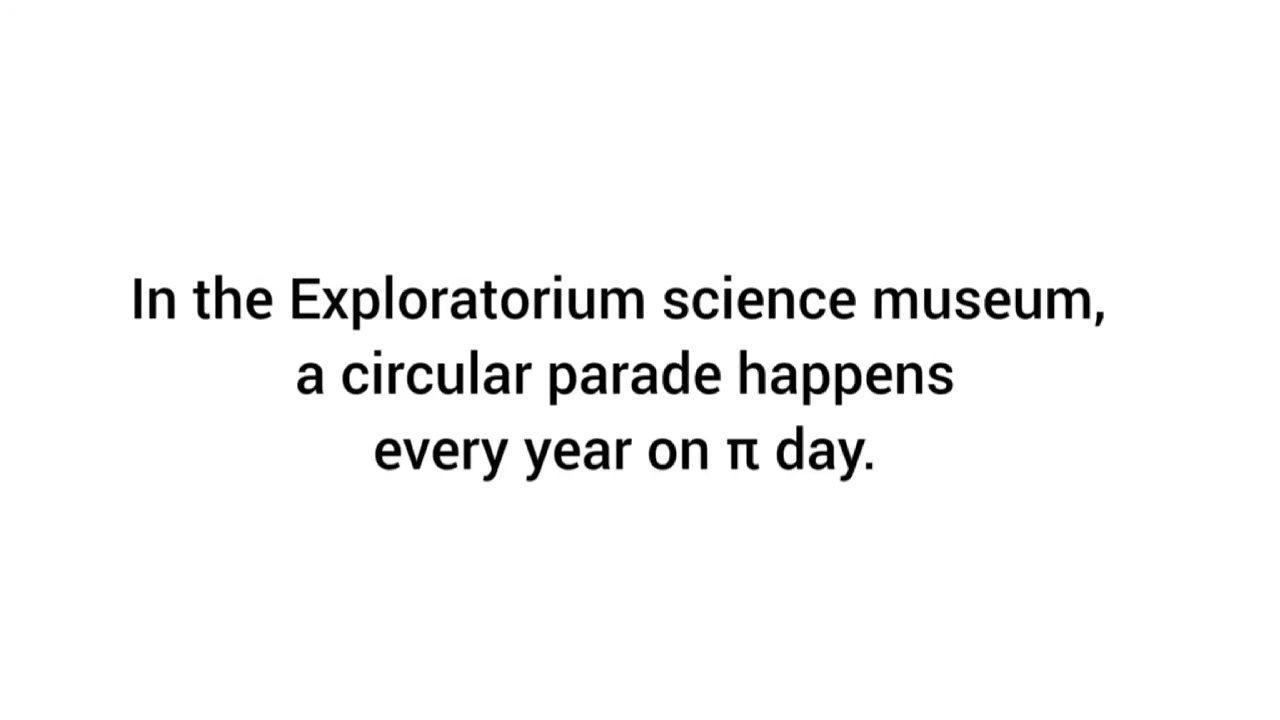 In the Exploratorium science museum,
a circular parade happens
every year on π day.